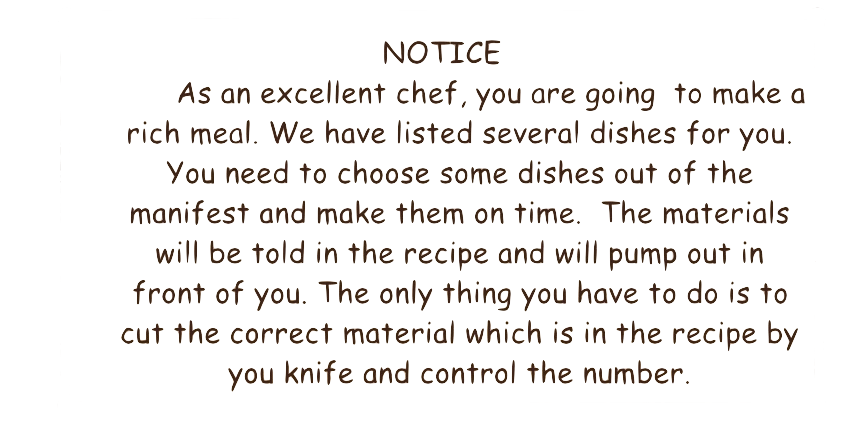 NOTICE
As an excellent chef, you are going to make a
rich meal. We have listed several dishes for you.
You need to choose some dishes out of the
manifest and make them on time. The materials
will be told in the recipe and will pump out in
front of you. The only thing you have to do is to
cut the correct material which is in the recipe by
you knife and control the number.